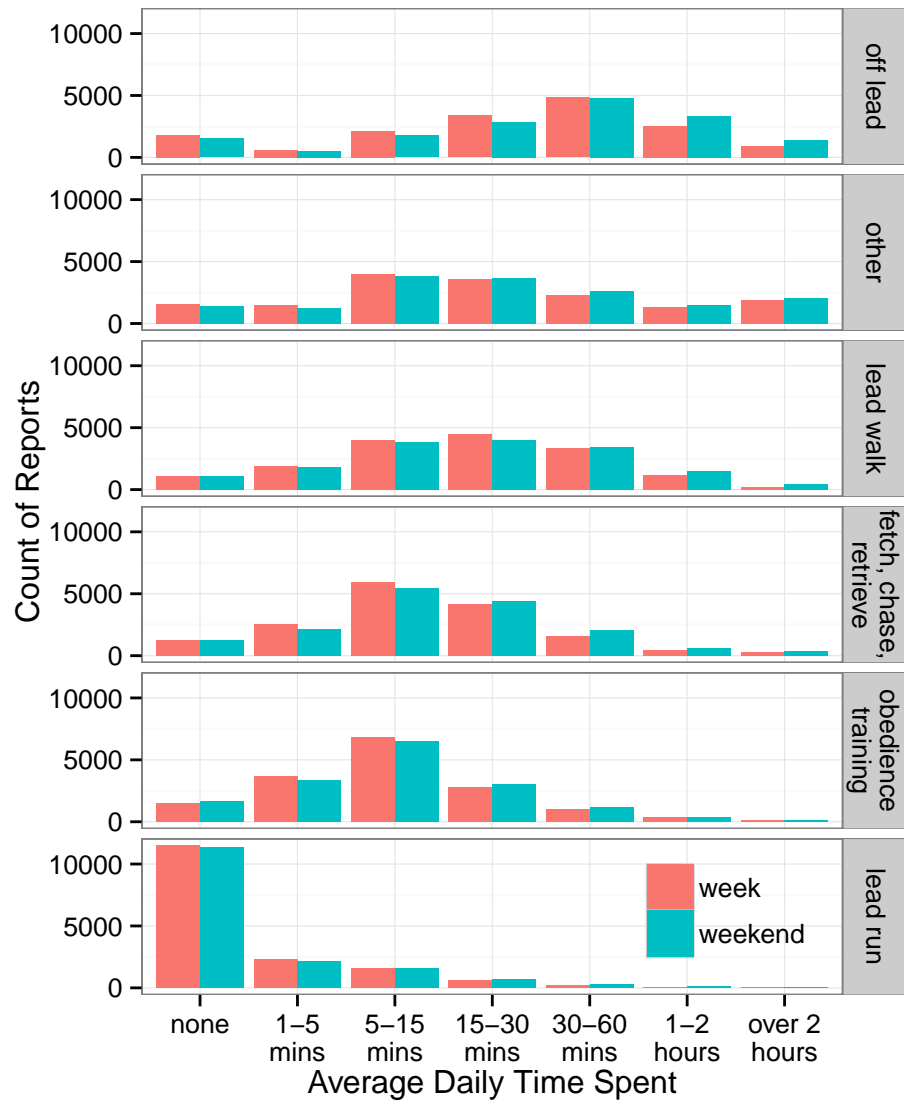 10000
5000
0
off lead
10000
5000
0
other
10000
5000
0
lead walk
10000
5000
0
fetch, chase,
retrieve
10000
5000
0
obedience
training
10000
5000
0
lead run
week
weekend
Count of Reports
none
1–5
mins
5–15
mins
15–30
mins
30–60
mins
1–2
hours
over 2
hours
Average Daily Time Spent